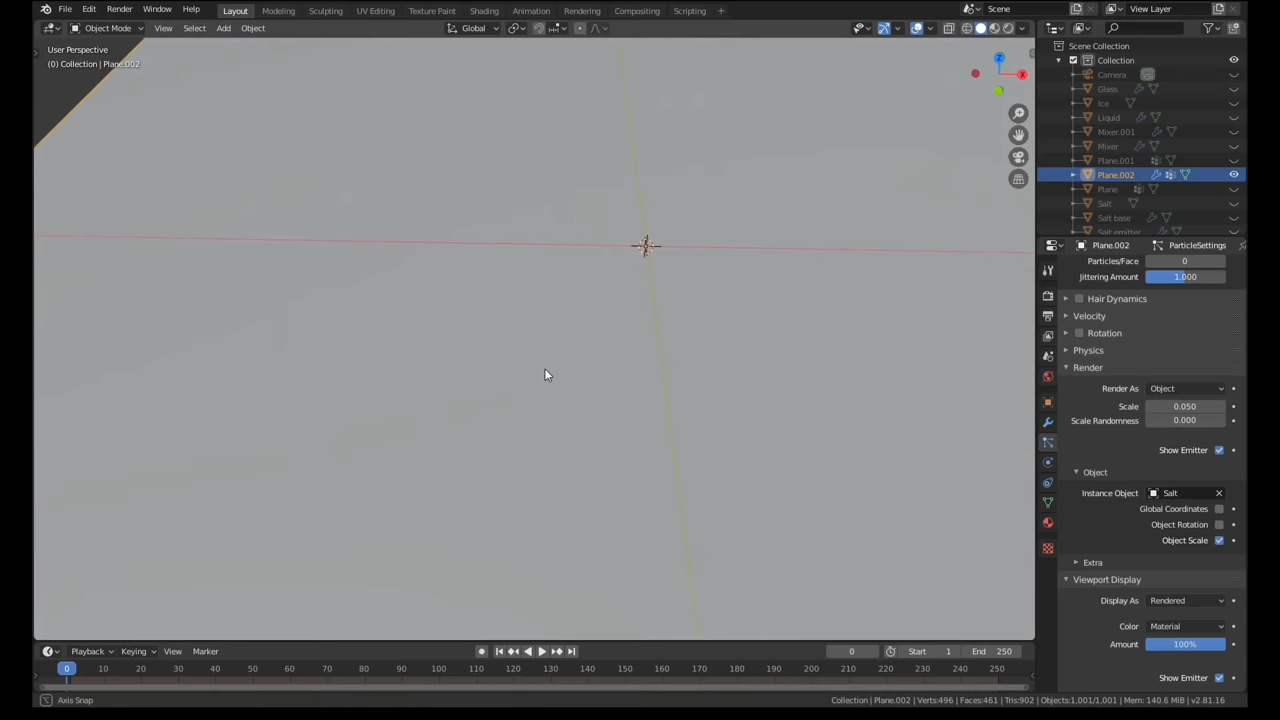 File Edit Render Window Help Layout Modeling Sculpting UV Editing Texture Paint Shading Animation Rendering Compositing Scripting + Scene View Layer
Object Mode View Select Add Object Global
User Perspective
(0) Collection | Plane.002
Z
X
Scene Collection
Collection
Camera
Glass
Ice
Liquid
Mixer.001
Mixer
Plane.001
Plane.002
Plane
Salt
Salt base
Salt emitter
Plane.002 ParticleSettings
Particles/Face 0
Jittering Amount 1.000
Hair Dynamics
Velocity
Rotation
Physics
Render
Render As Object
Scale 0.050
Scale Randomness 0.000
Show Emitter
Object
Instance Object Salt
Global Coordinates
Object Rotation
Object Scale
Extra
Viewport Display
Display As Rendered
Color Material
Amount 100%
Show Emitter
Playback Keying View Marker 0 Start 1 End 250
0 10 20 30 40 50 60 70 80 90 100 110 120 130 140 150 160 170 180 190 200 210 220 230 240 250
Axis Snap Collection | Plane.002 | Verts:496 | Faces:461 | Tris:902 | Objects:1,001/1,001 | Mem: 140.6 MiB | v2.81.16